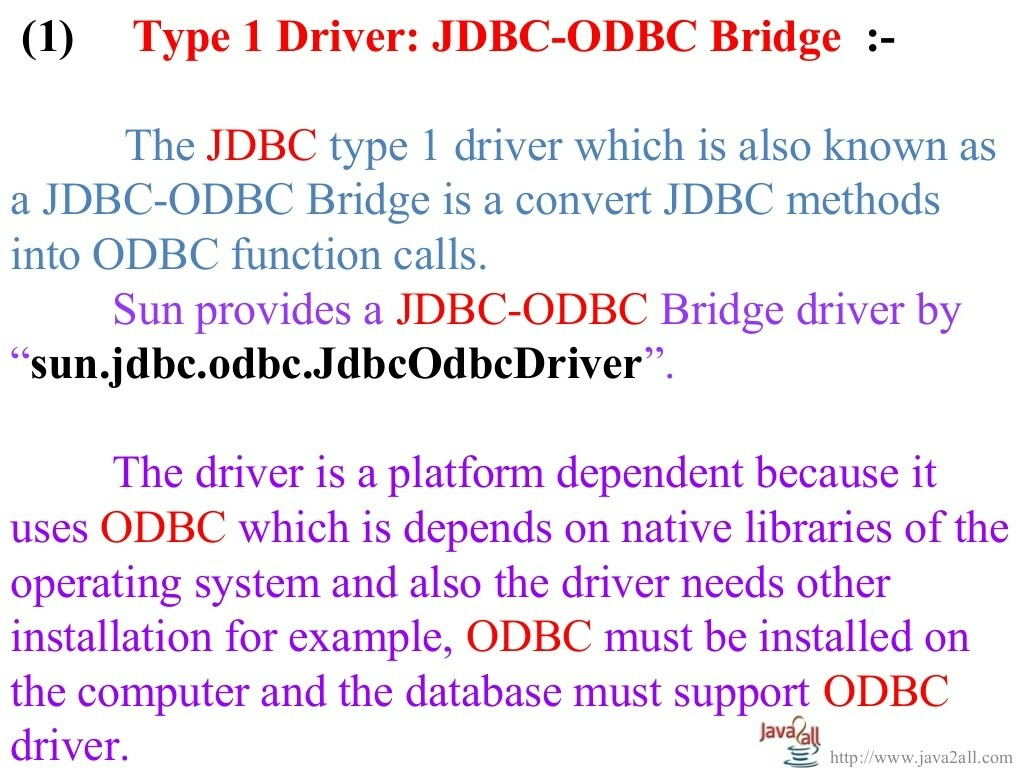 (1) Type 1 Driver: JDBC-ODBC Bridge :-
The JDBC type 1 driver which is also known as
a JDBC-ODBC Bridge is a convert JDBC methods
into ODBC function calls.
Sun provides a JDBC-ODBC Bridge driver by
“sun.jdbc.odbc.JdbcOdbcDriver”.
The driver is a platform dependent because it
uses ODBC which is depends on native libraries of the
operating system and also the driver needs other
installation for example, ODBC must be installed on
the computer and the database must support ODBC
driver.
Java2all
http://www.java2all.com